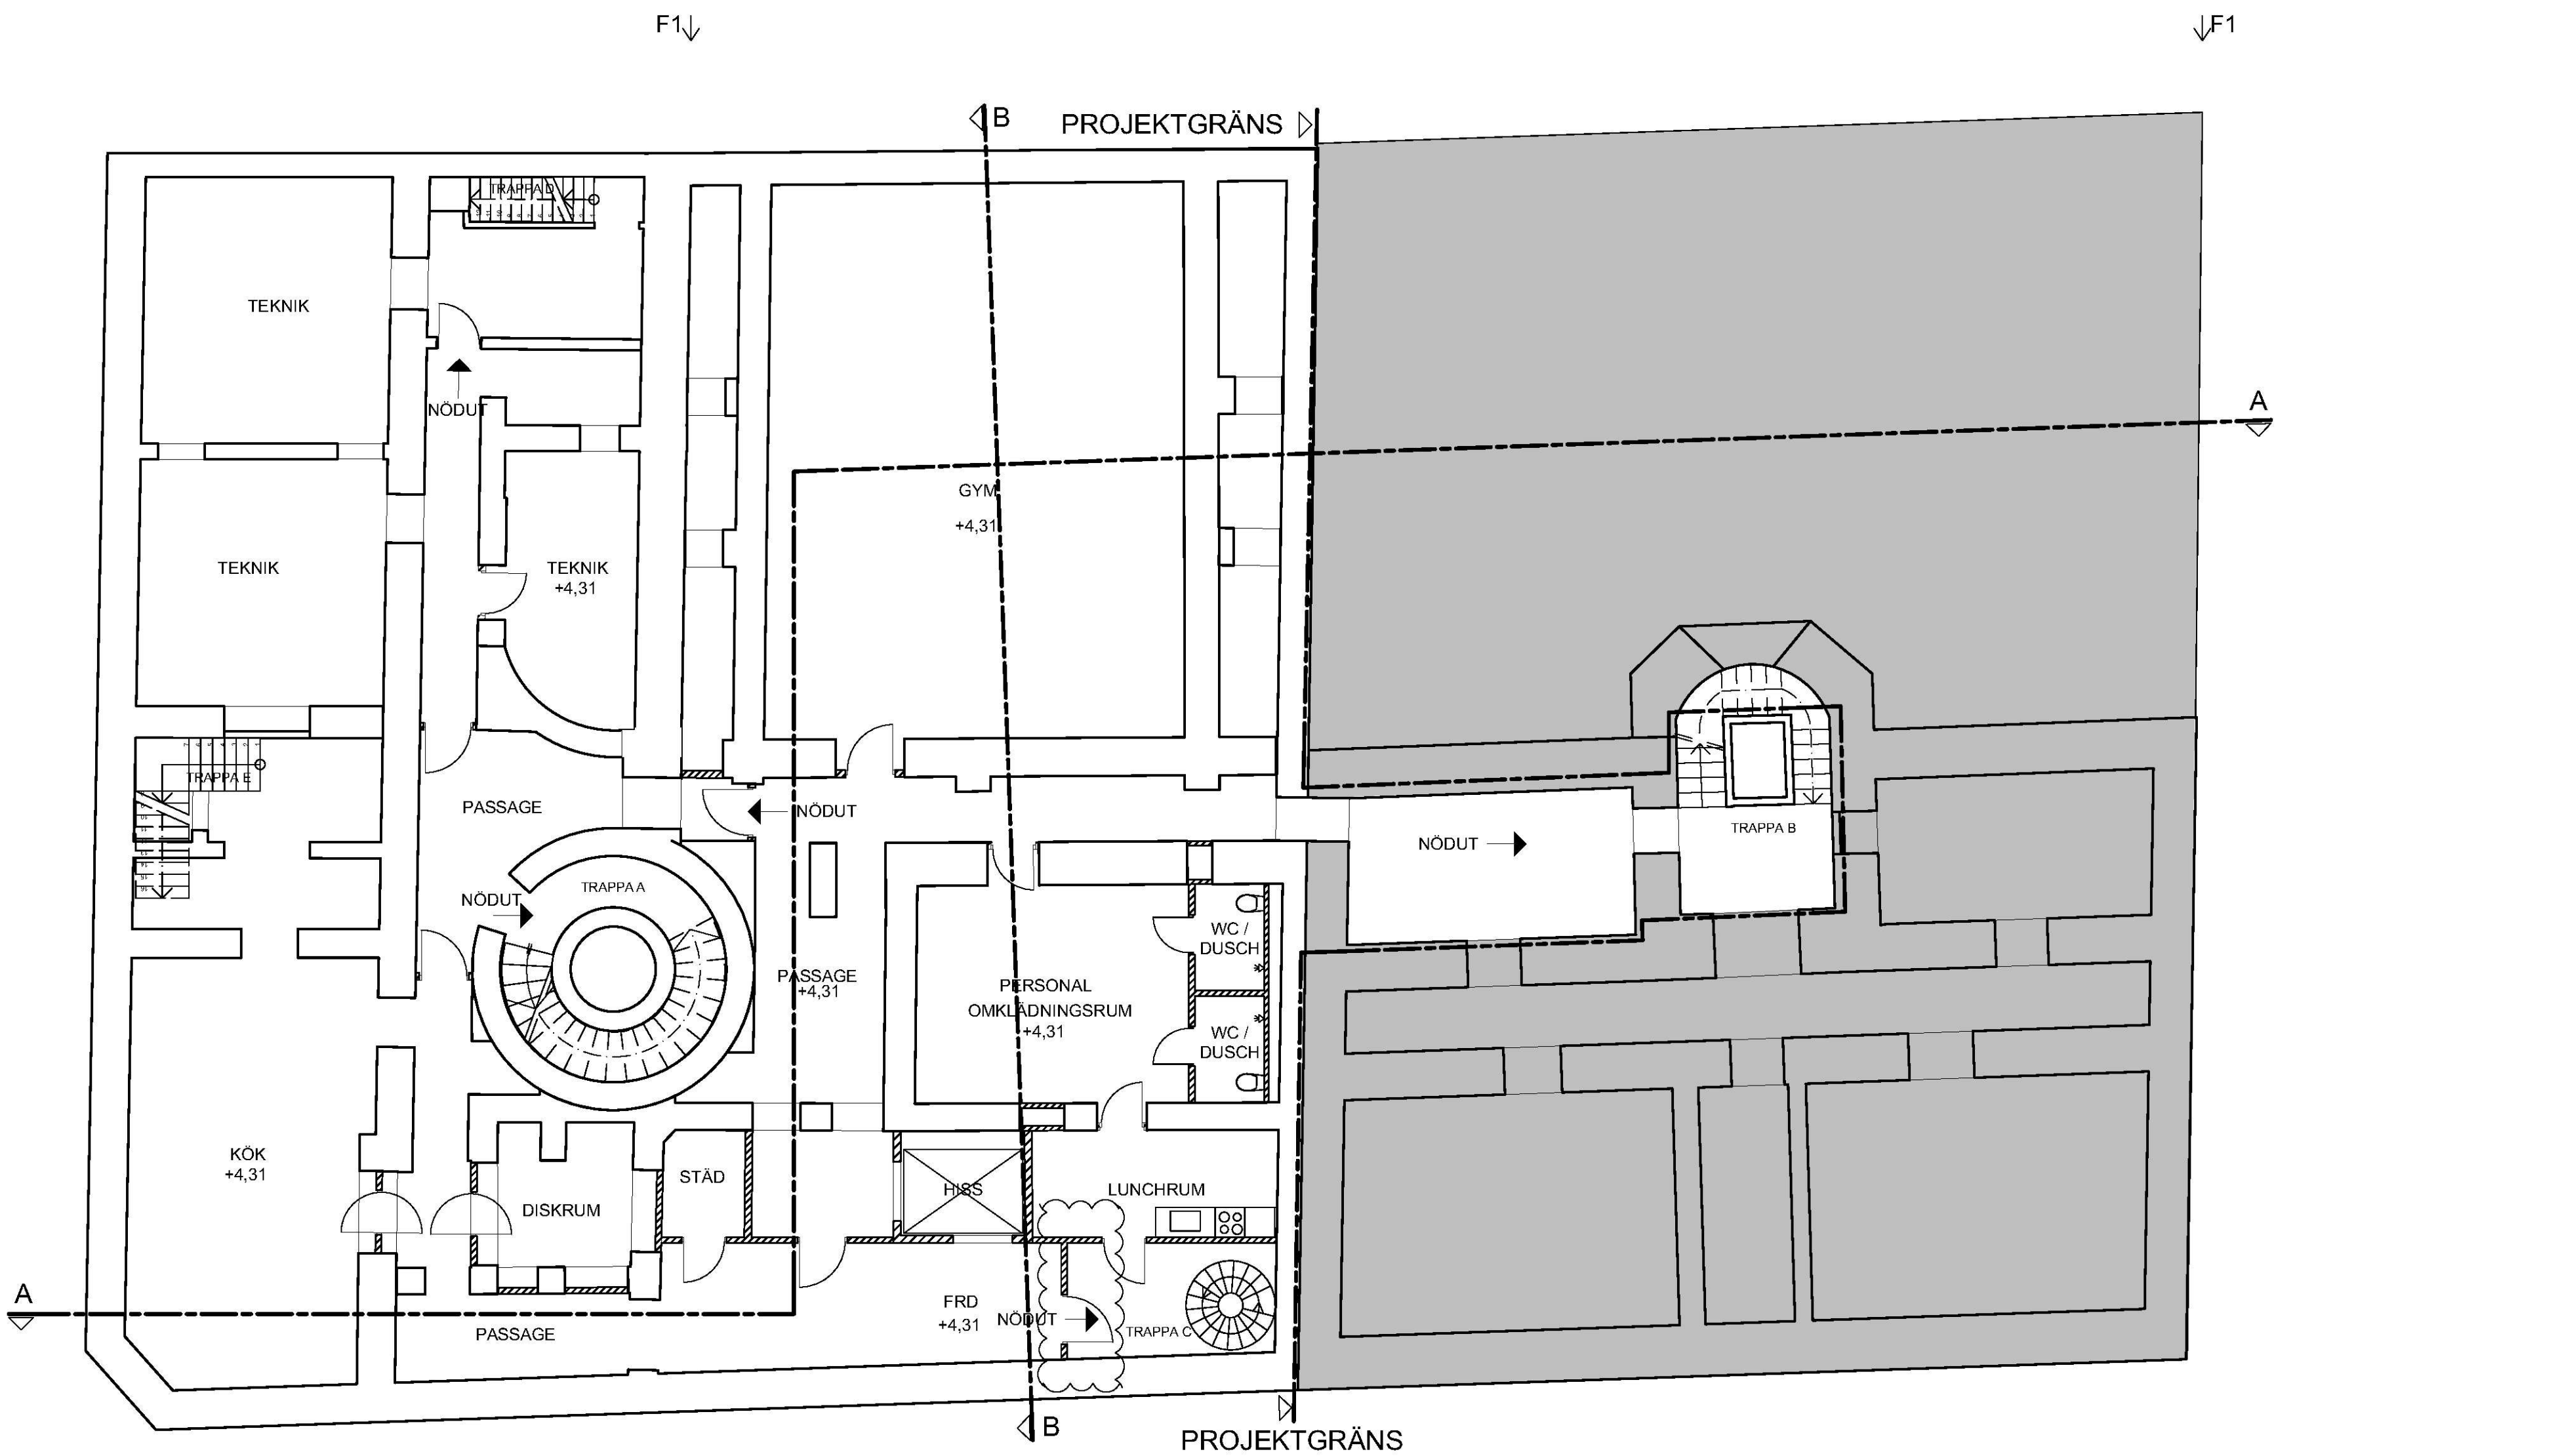 F1
F1
B
PROJEKTGRÄNS
TRAPPA D
TEKNIK
NÖDUT
A
GYM
+4,31
TEKNIK
TEKNIK
+4,31
TRAPPA E
PASSAGE
NÖDUT
TRAPPA B
NÖDUT
TRAPPA A
NÖDUT
WC /
DUSCH
PASSAGE
+4,31
PERSONAL
OMKLÄDNINGSRUM
+4,31
WC /
DUSCH
KÖK
+4,31
STÄD
HISS
LUNCHRUM
DISKRUM
A
FRD
+4,31
NÖDUT
TRAPPA C
PASSAGE
B
PROJEKTGRÄNS